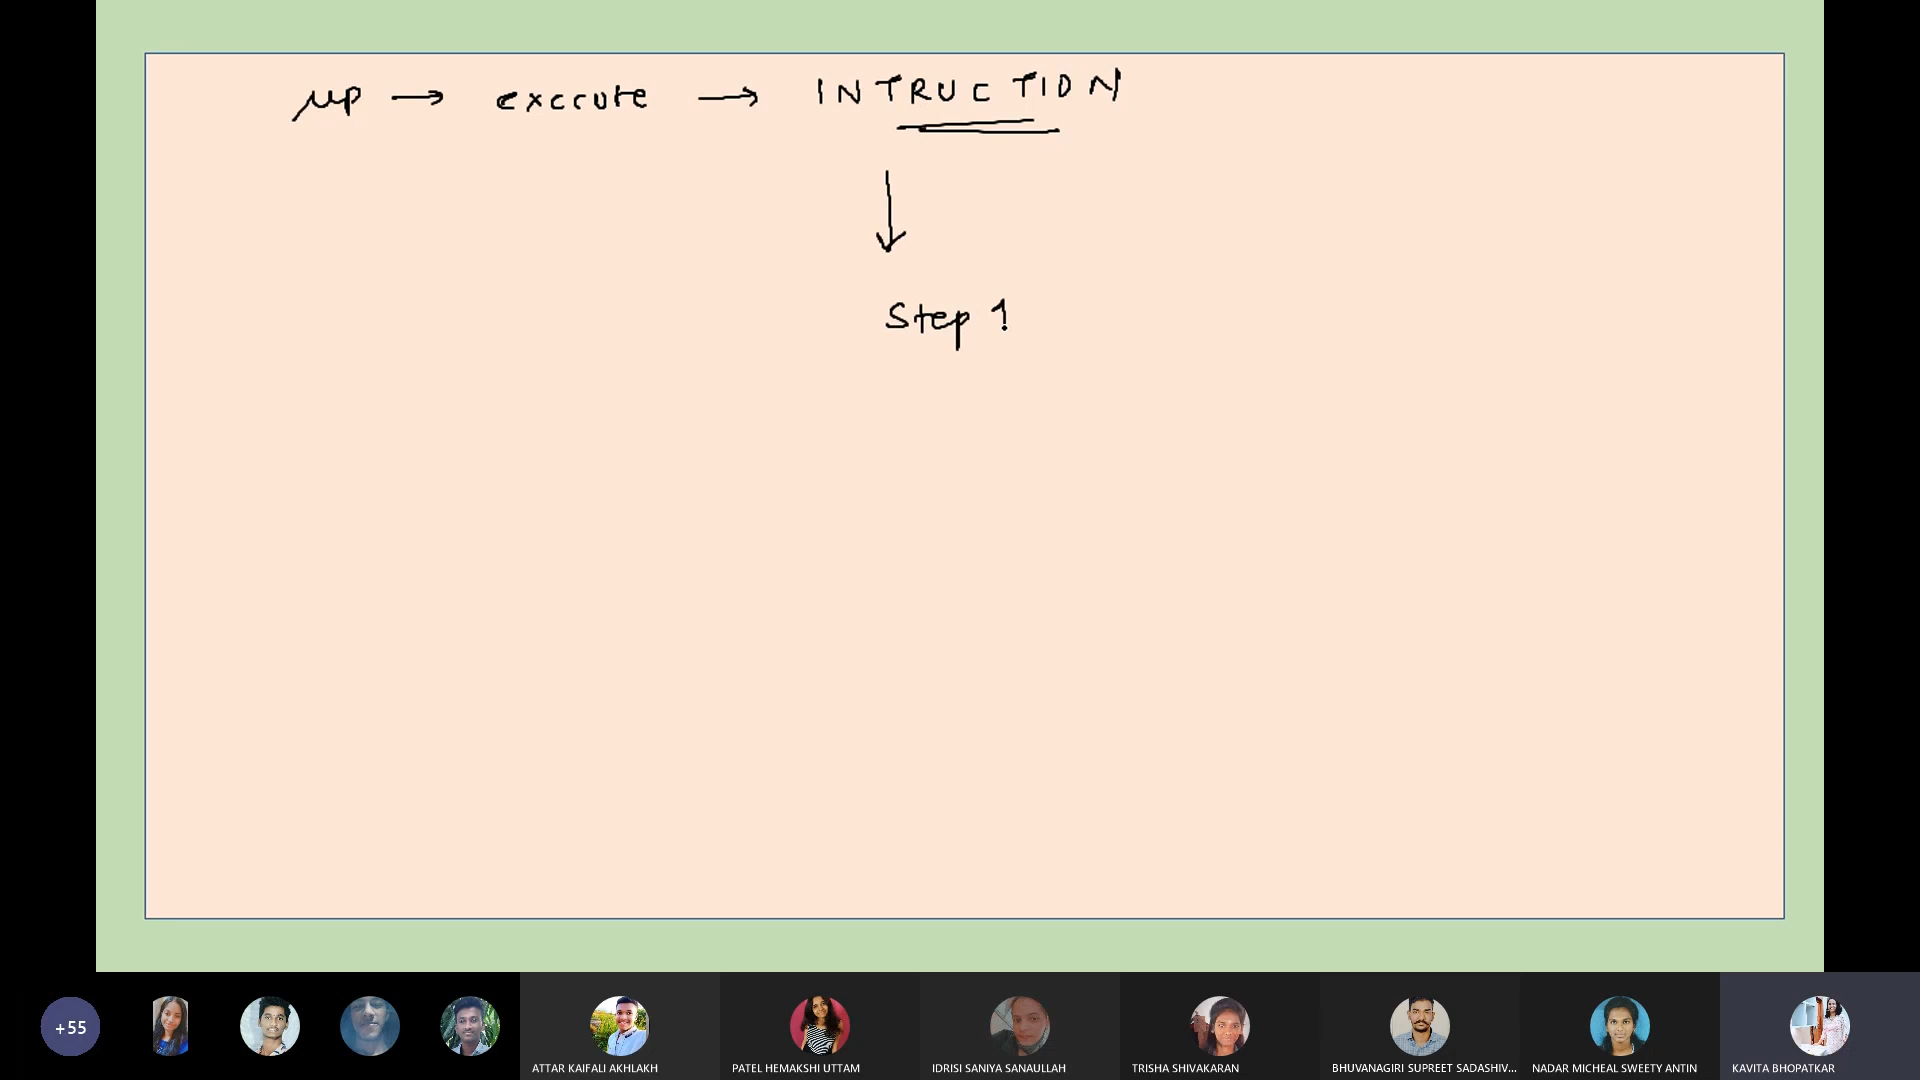 μp → execute → INTRUCTION
↓
Step 1
+55
ATTAR KAIFALI AKHLAKH
PATEL HEMAKSHI UTTAM
IDRISI SANIYA SANAULLAH
TRISHA SHIVAKARAN
BHUVANAGIRI SUPREET SADASHIV...
NADAR MICHEAL SWEETY ANTIN
KAVITA BHOPATKAR